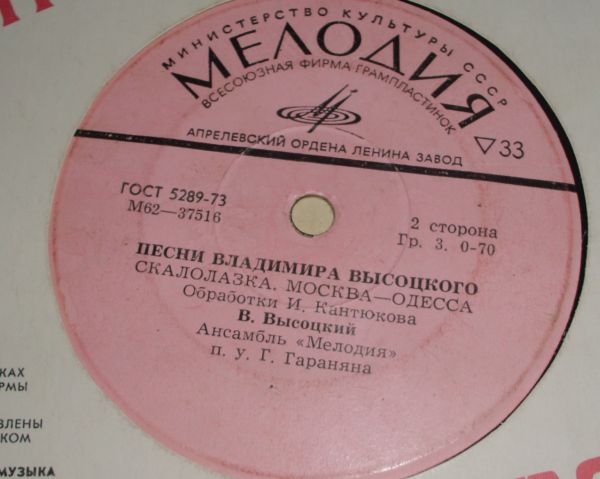 МИНИСТЕРСТВО КУЛЬТУРЫ СССР
МЕЛОДИЯ
ВСЕСОЮЗНАЯ ФИРМА ГРАМПЛАСТИНОК
АПРЕЛЕВСКИЙ ОРДЕНА ЛЕНИНА ЗАВОД
▽33
ГОСТ 5289-73
М62—37516
2 сторона
Гр. 3. 0-70
ПЕСНИ ВЛАДИМИРА ВЫСОЦКОГО
СКАЛОЛАЗКА. МОСКВА—ОДЕССА
Обработки И. Кантюкова
В. Высоцкий
Ансамбль «Мелодия»
п. у. Г. Гараняна
КАХ
РМЫ
ВЛЕНЫ
КОМ
МУЗЫКА